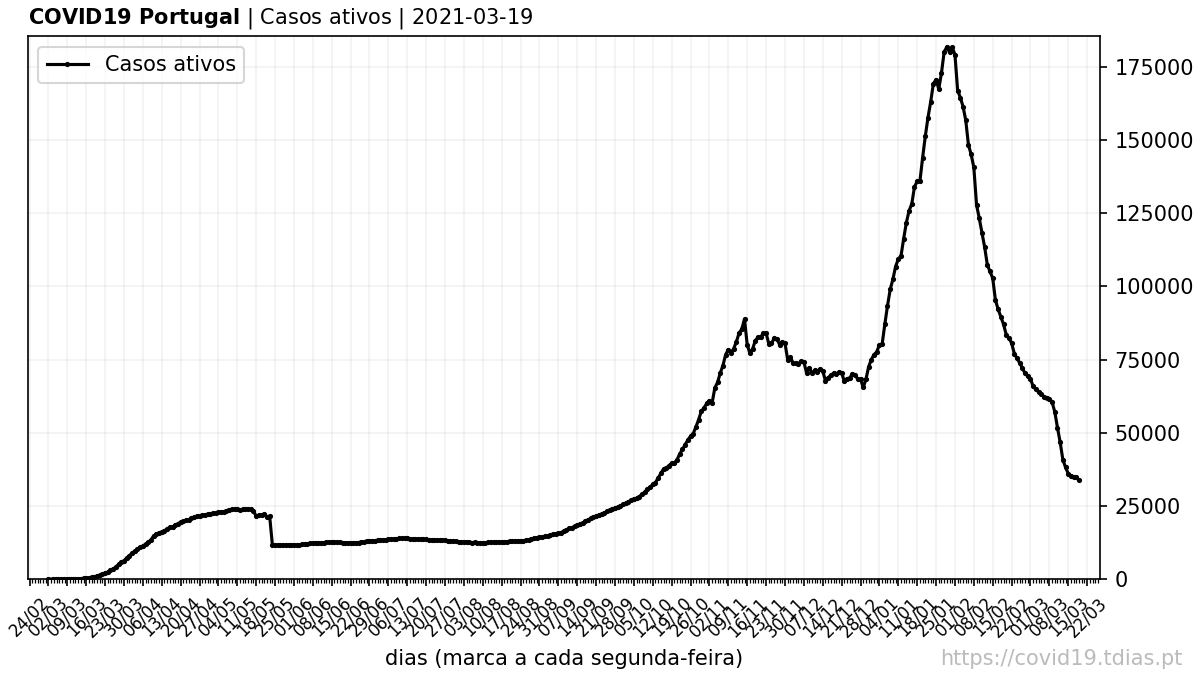 COVID19 Portugal | Casos ativos | 2021-03-19
Casos ativos
175000
150000
125000
100000
75000
50000
25000
0
24/02 02/03 09/03 16/03 23/03 30/03 06/04 13/04 20/04 27/04 04/05 11/05 18/05 25/05 01/06 08/06 15/06 22/06 29/06 06/07 13/07 20/07 27/07 03/08 10/08 17/08 24/08 31/08 07/09 14/09 21/09 28/09 05/10 12/10 19/10 26/10 02/11 09/11 16/11 23/11 30/11 07/12 14/12 21/12 28/12 04/01 11/01 18/01 25/01 01/02 08/02 15/02 22/02 01/03 08/03 15/03 22/03
dias (marca a cada segunda-feira)
https://covid19.tdias.pt